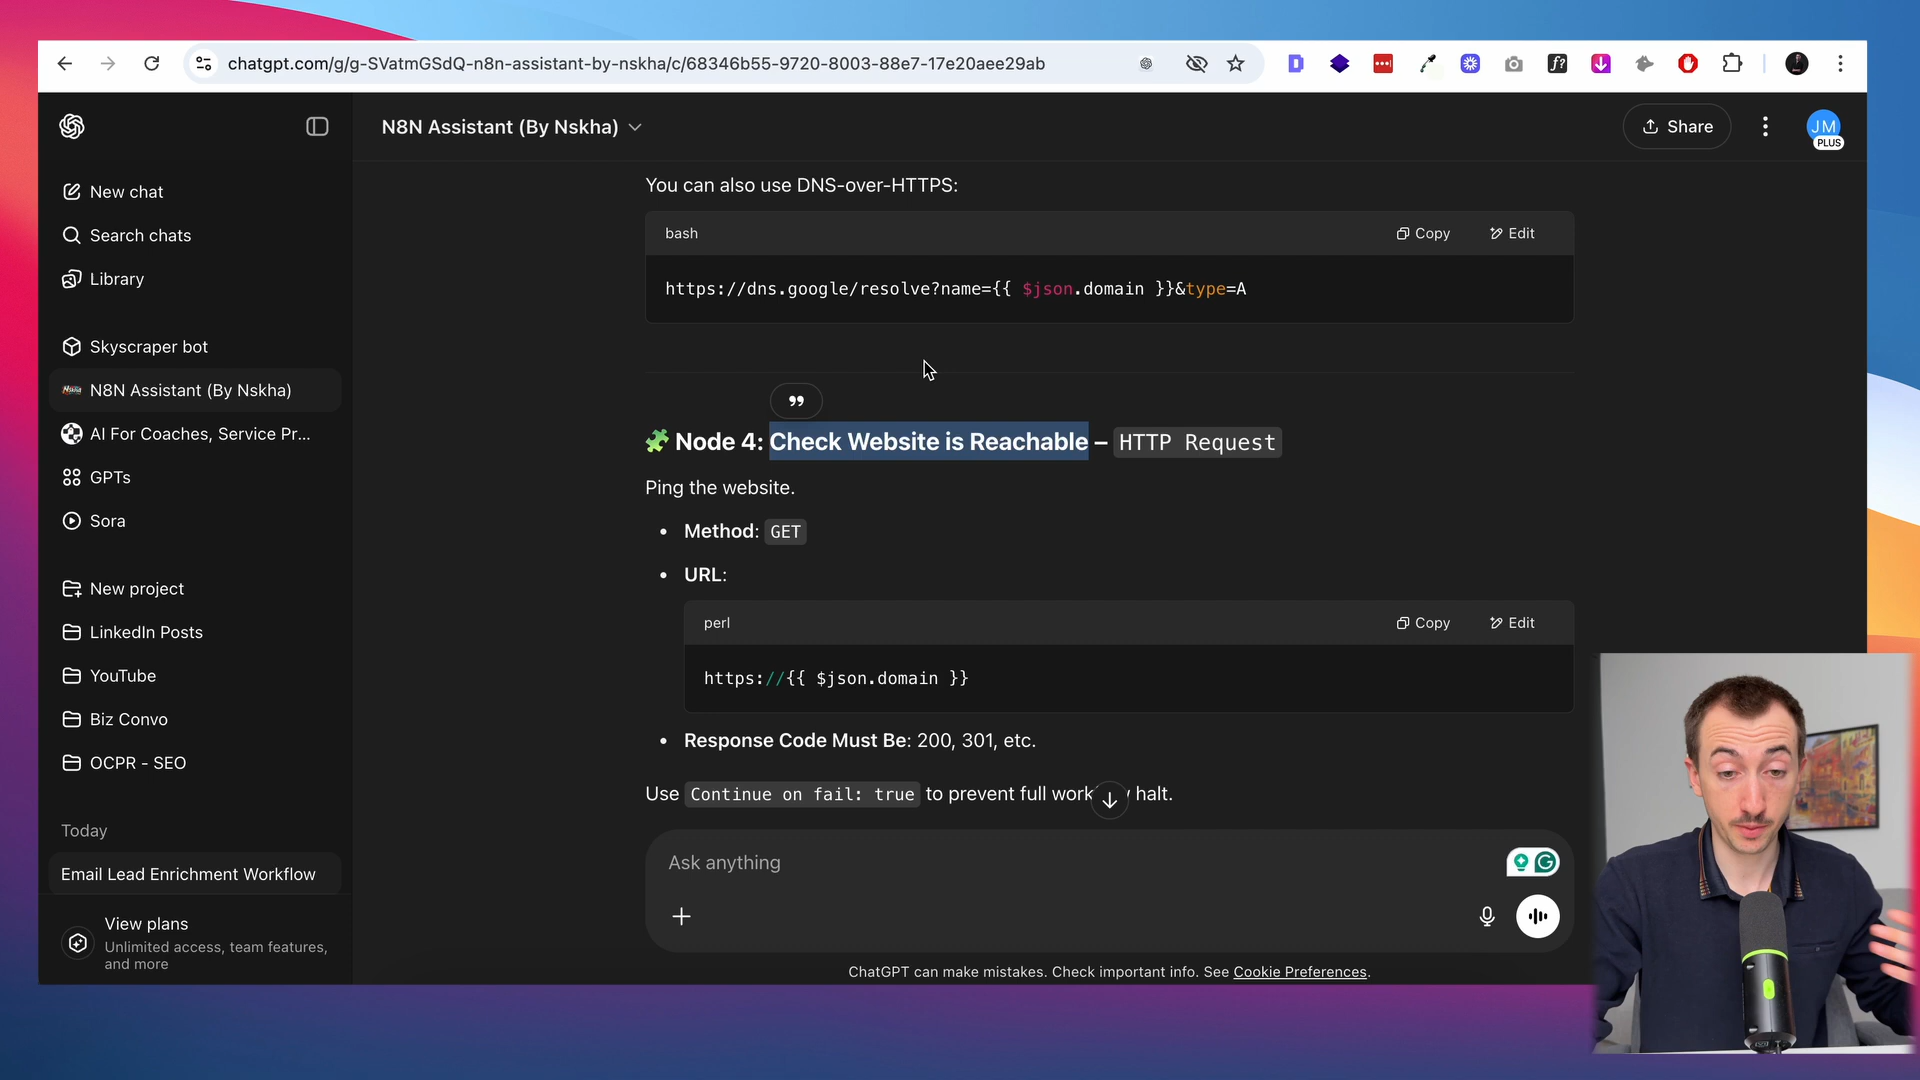 chatgpt.com/g/g-SVatmGSdQ-n8n-assistant-by-nskha/c/68346b55-9720-8003-88e7-17e20aee29ab
N8N Assistant (By Nskha)
Share
JM
PLUS
New chat
Search chats
Library
Skyscraper bot
N8N Assistant (By Nskha)
AI For Coaches, Service Pr...
GPTs
Sora
New project
LinkedIn Posts
YouTube
Biz Convo
OCPR - SEO
Today
Email Lead Enrichment Workflow
View plans
Unlimited access, team features,
and more
You can also use DNS-over-HTTPS:
bash
Copy
Edit
https://dns.google/resolve?name={{ $json.domain }}&type=A
Node 4: Check Website is Reachable – HTTP Request
Ping the website.
• Method: GET
• URL:
perl
Copy
Edit
https://{{ $json.domain }}
• Response Code Must Be: 200, 301, etc.
Use Continue on fail: true to prevent full work halt.
Ask anything
ChatGPT can make mistakes. Check important info. See Cookie Preferences.